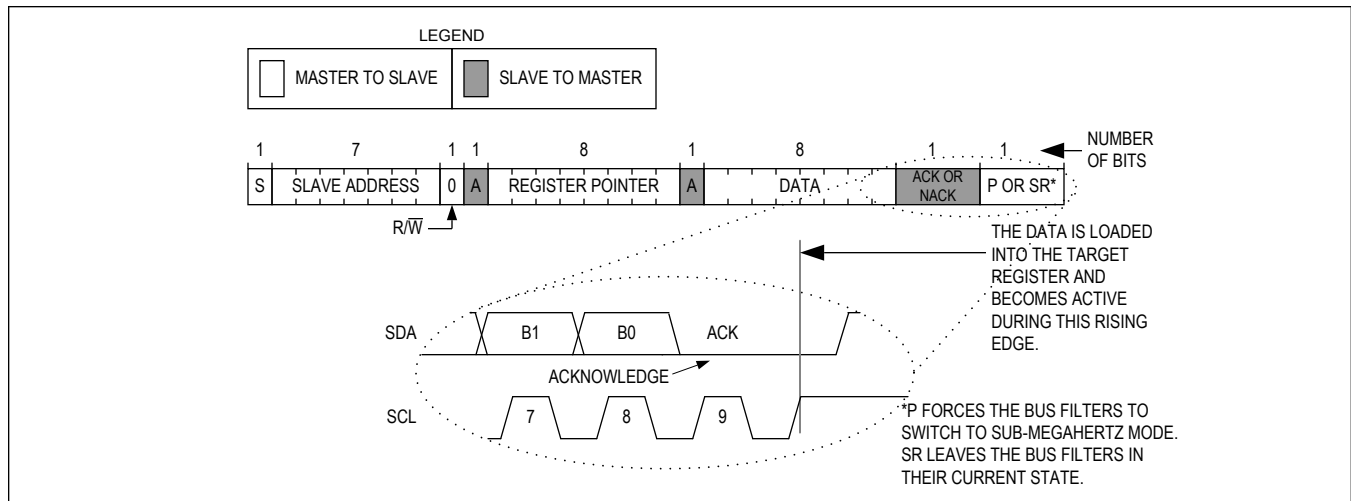 LEGEND
MASTER TO SLAVE
SLAVE TO MASTER
1 7 1 1 8 1 8 1 1
NUMBER
OF BITS
S SLAVE ADDRESS 0 A REGISTER POINTER A DATA ACK OR
NACK P OR SR*
R/W̅
THE DATA IS LOADED
INTO THE TARGET
REGISTER AND
BECOMES ACTIVE
DURING THIS RISING
EDGE.
SDA B1 B0 ACK
ACKNOWLEDGE
SCL 7 8 9
*P FORCES THE BUS FILTERS TO
SWITCH TO SUB-MEGAHERTZ MODE.
SR LEAVES THE BUS FILTERS IN
THEIR CURRENT STATE.